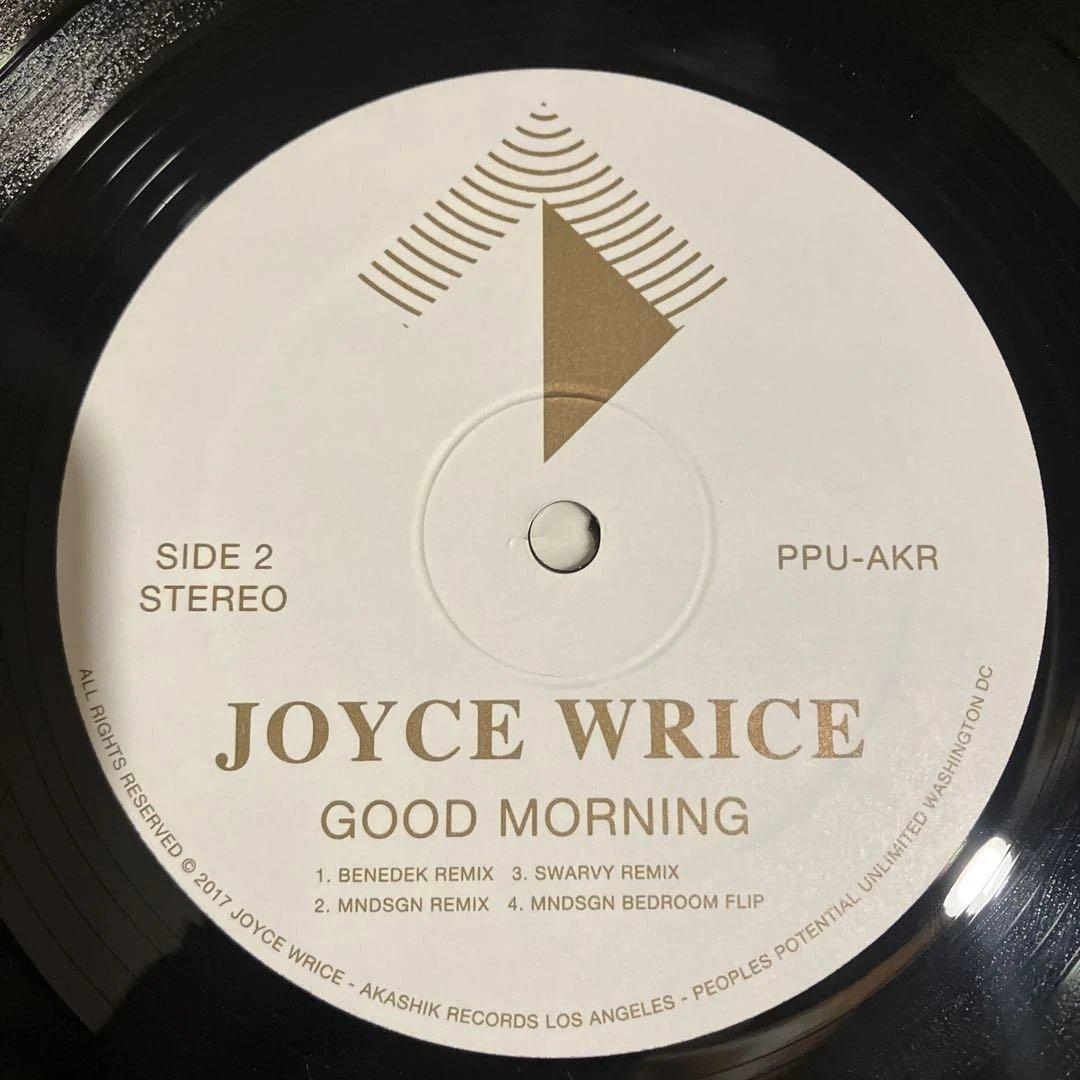 SIDE 2
STEREO
PPU-AKR
JOYCE WRICE
GOOD MORNING
1. BENEDEK REMIX 3. SWARVY REMIX
2. MNDSGN REMIX 4. MNDSGN BEDROOM FLIP
ALL RIGHTS RESERVED © 2017 JOYCE WRICE - AKASHIK RECORDS LOS ANGELES - PEOPLES POTENTIAL UNLIMITED WASHINGTON DC